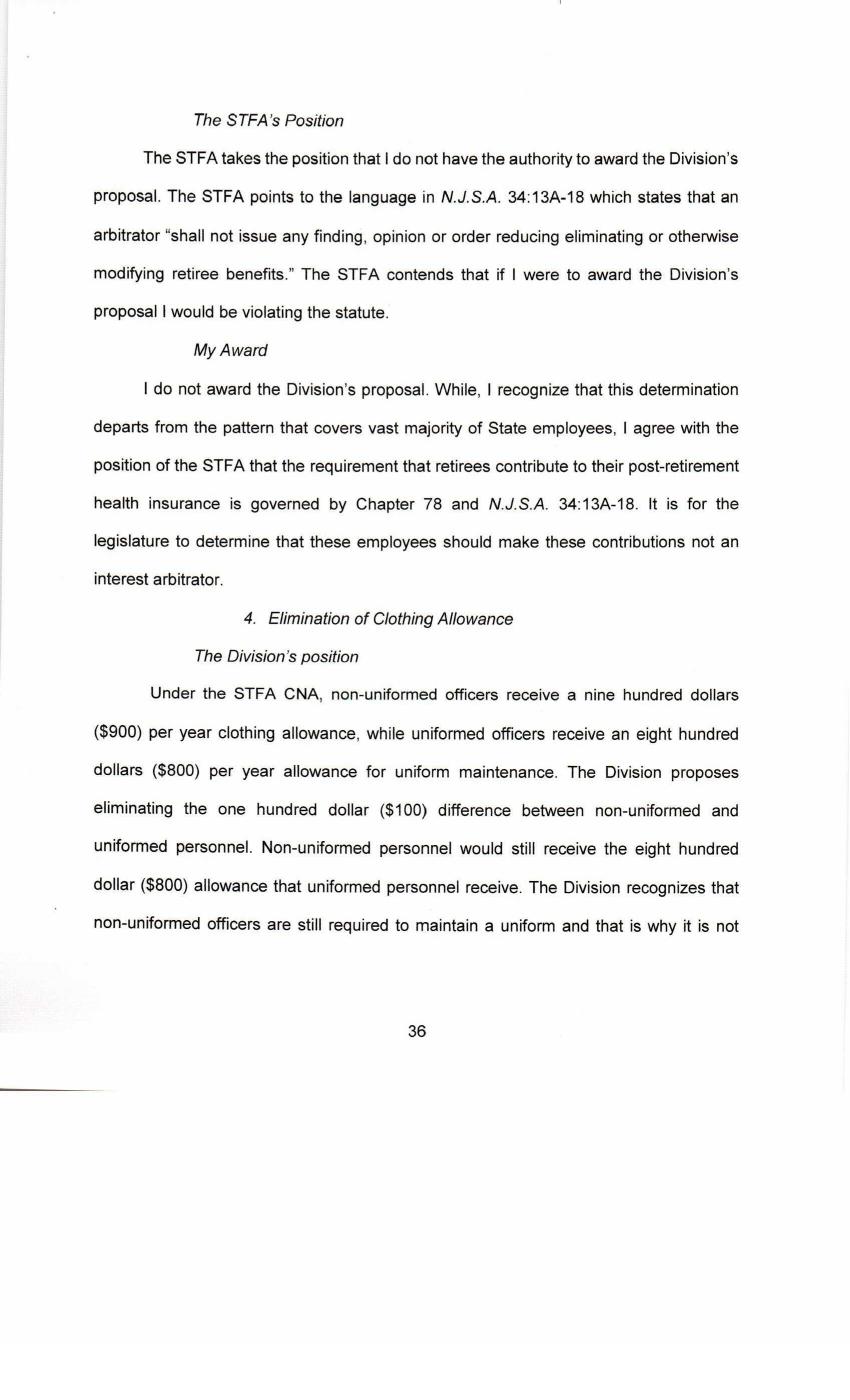 The STFA's Position
The STFA takes the position that I do not have the authority to award the Division's
proposal. The STFA points to the language in N.J.S.A. 34:13A-18 which states that an
arbitrator “shall not issue any finding, opinion or order reducing eliminating or otherwise
modifying retiree benefits.” The STFA contends that if I were to award the Division's
proposal I would be violating the statute.
My Award
I do not award the Division's proposal. While, I recognize that this determination
departs from the pattern that covers vast majority of State employees, I agree with the
position of the STFA that the requirement that retirees contribute to their post-retirement
health insurance is governed by Chapter 78 and N.J.S.A. 34:13A-18. It is for the
legislature to determine that these employees should make these contributions not an
interest arbitrator.
4. Elimination of Clothing Allowance
The Division's position
Under the STFA CNA, non-uniformed officers receive a nine hundred dollars
($900) per year clothing allowance, while uniformed officers receive an eight hundred
dollars ($800) per year allowance for uniform maintenance. The Division proposes
eliminating the one hundred dollar ($100) difference between non-uniformed and
uniformed personnel. Non-uniformed personnel would still receive the eight hundred
dollar ($800) allowance that uniformed personnel receive. The Division recognizes that
non-uniformed officers are still required to maintain a uniform and that is why it is not
36